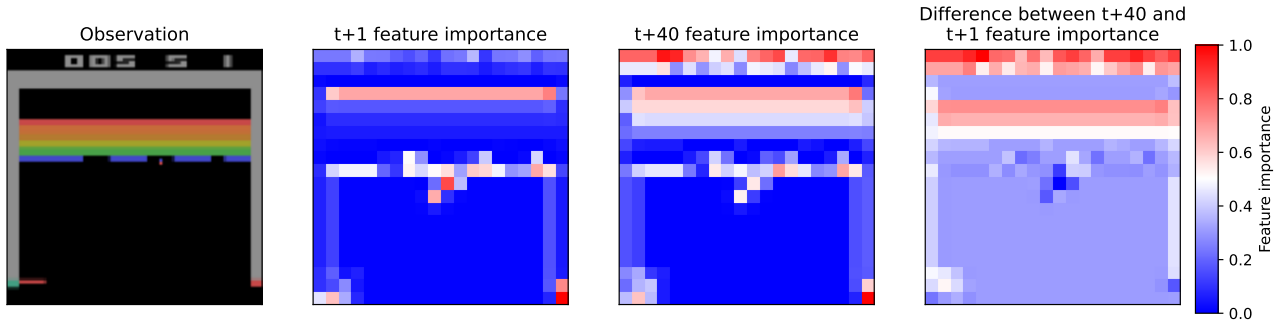 Observation
t+1 feature importance
t+40 feature importance
Difference between t+40 and
t+1 feature importance
005 5 1
1.0
0.8
0.6
0.4
0.2
0.0
Feature importance